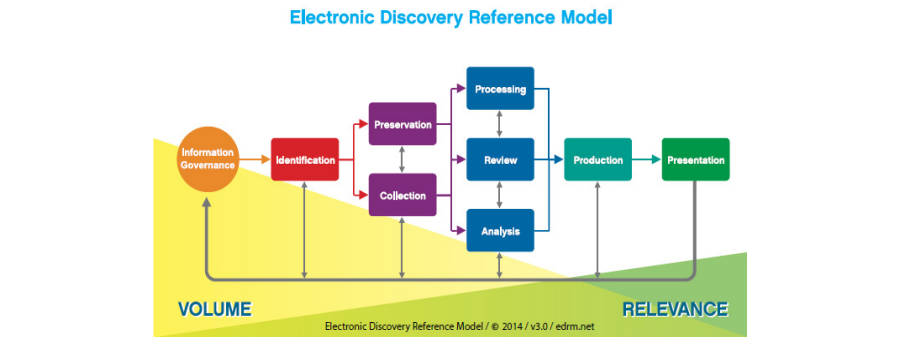 Electronic Discovery Reference Model
Processing
Preservation
Information
Governance
Identification
Review
Production
Presentation
Collection
Analysis
VOLUME
RELEVANCE
Electronic Discovery Reference Model / © 2014 / v3.0 / edrm.net